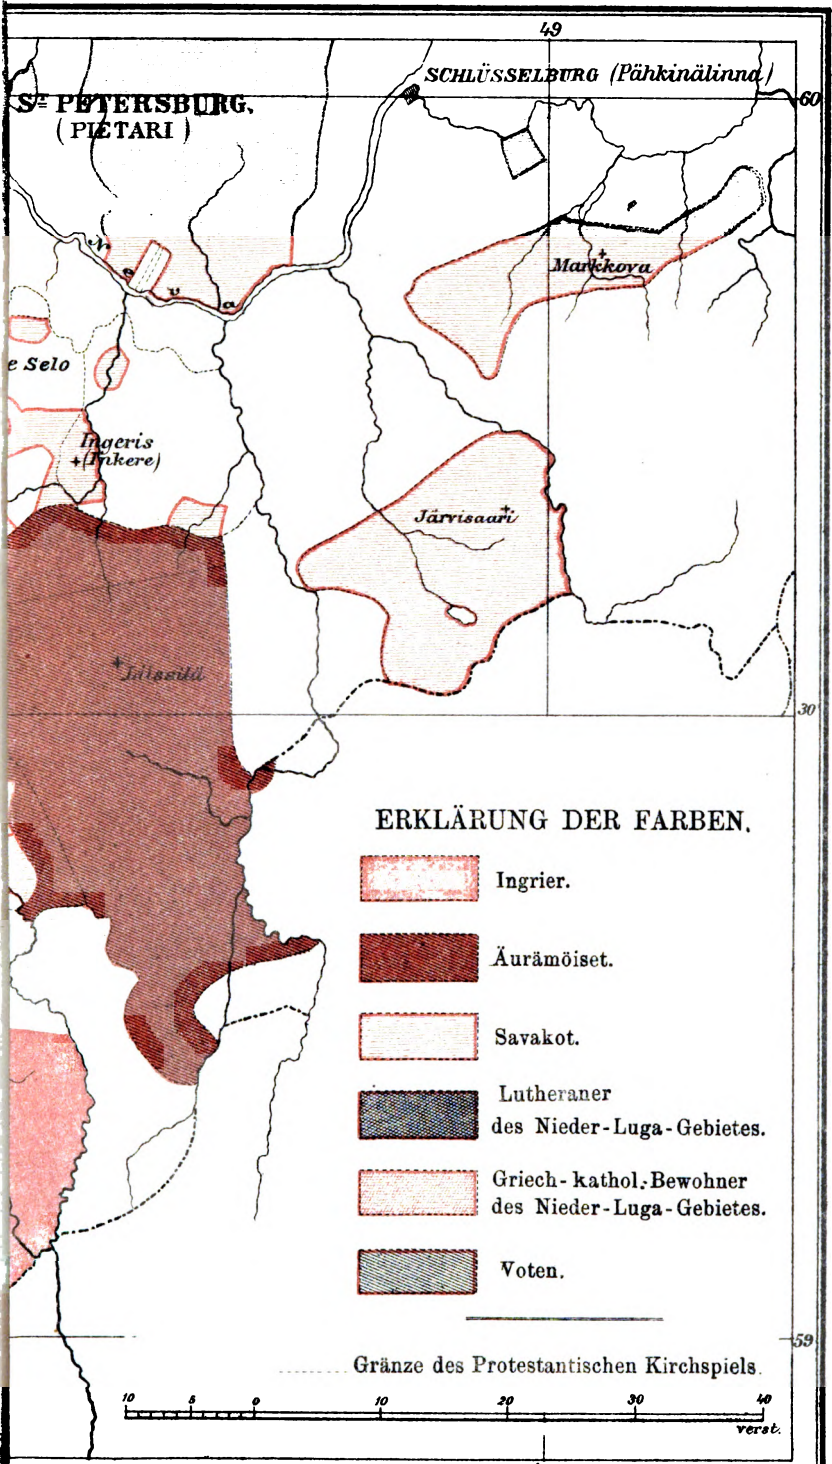 49
SCHLÜSSELBURG (Pähkinälinna)
60
ST PETERSBURG.
(PIETARI)
N e v a
Markkova
e Selo
Ingeris
(Inkere)
Järvisaari
30
ERKLÄRUNG DER FARBEN.
Ingrier.
Äurämöiset.
Savakot.
Lutheraner
des Nieder-Luga-Gebietes.
Griech-kathol.-Bewohner
des Nieder-Luga-Gebietes.
Voten.
59
Gränze des Protestantischen Kirchspiels.
10 5 0 10 20 30 40
verst.